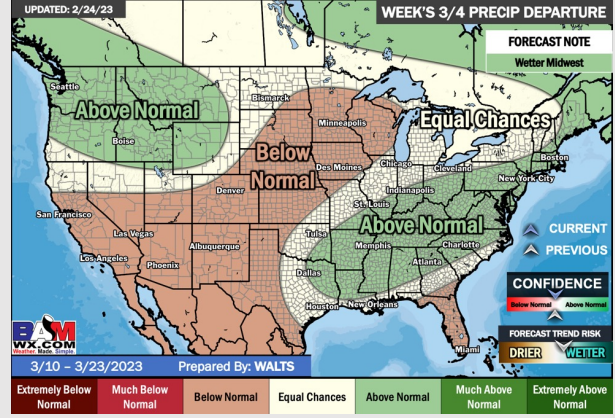 UPDATED: 2/24/23
WEEK'S 3/4 PRECIP DEPARTURE
FORECAST NOTE
Wetter Midwest
Seattle
Above Normal
Boise
Bismarck
Minneapolis
Equal Chances
Below
Normal
Des Moines
Chicago
Cleveland
Boston
New York City
Denver
Indianapolis
St. Louis
San Francisco
Above Normal
Las Vegas
Tulsa
Memphis
Charlotte
Los Angeles
Albuquerque
Phoenix
Atlanta
Dallas
Houston
New Orleans
Miami
CURRENT
PREVIOUS
CONFIDENCE
Below Normal
Above Normal
FORECAST TREND RISK
DRIER
WETTER
BAM
WX.COM
Weather. Made. Simple.
3/10 – 3/23/2023
Prepared By: WALTS
Extremely Below
Normal
Much Below
Normal
Below Normal
Equal Chances
Above Normal
Much Above
Normal
Extremely Above
Normal